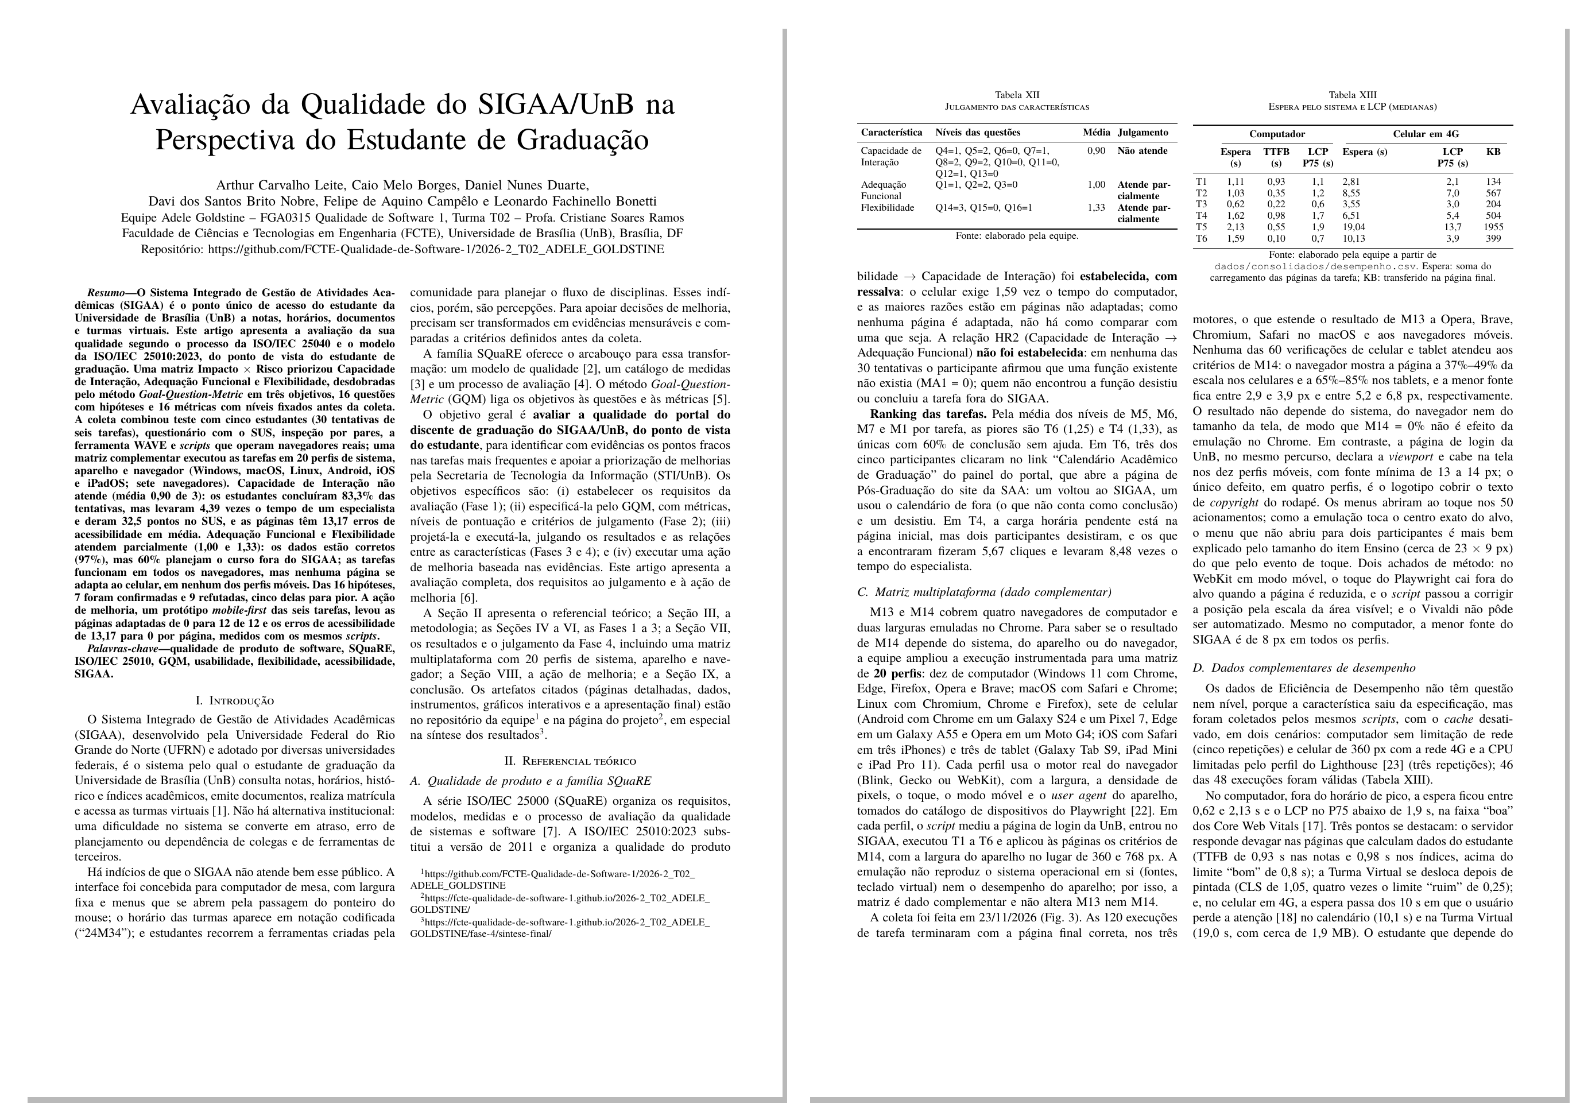 Avaliação da Qualidade do SIGAA/UnB na
Perspectiva do Estudante de Graduação
Arthur Carvalho Leite, Caio Melo Borges, Daniel Nunes Duarte,
Davi dos Santos Brito Nobre, Felipe de Aquino Campêlo e Leonardo Fachinello Bonetti
Equipe Adele Goldstine – FGA0315 Qualidade de Software 1, Turma T02 – Profa. Cristiane Soares Ramos
Faculdade de Ciências e Tecnologias em Engenharia (FCTE), Universidade de Brasília (UnB), Brasília, DF
Repositório: https://github.com/FCTE-Qualidade-de-Software-1/2026-2_T02_ADELE_GOLDSTINE
Resumo—O Sistema Integrado de Gestão de Atividades Aca-
dêmicas (SIGAA) é o ponto único de acesso do estudante da
Universidade de Brasília (UnB) a notas, horários, documentos
e turmas virtuais. Este artigo apresenta a avaliação da sua
qualidade segundo o processo da ISO/IEC 25040 e o modelo
da ISO/IEC 25010:2023, do ponto de vista do estudante de
graduação. Uma matriz Impacto × Risco priorizou Capacidade
de Interação, Adequação Funcional e Flexibilidade, desdobradas
pelo método Goal-Question-Metric em três objetivos, 16 questões
com hipóteses e 16 métricas com níveis fixados antes da coleta.
A coleta combinou teste com cinco estudantes (30 tentativas de
seis tarefas), questionário com o SUS, inspeção por pares, a
ferramenta WAVE e scripts que operam navegadores reais; uma
matriz complementar executou as tarefas em 20 perfis de sistema,
aparelho e navegador (Windows, macOS, Linux, Android, iOS
e iPadOS; sete navegadores). Capacidade de Interação não
atende (média 0,90 de 3): os estudantes concluíram 83,3% das
tentativas, mas levaram 4,39 vezes o tempo de um especialista
e deram 32,5 pontos no SUS, e as páginas têm 13,17 erros de
acessibilidade em média. Adequação Funcional e Flexibilidade
atendem parcialmente (1,00 e 1,33): os dados estão corretos
(97%), mas 60% planejam o curso fora do SIGAA; as tarefas
funcionam em todos os navegadores, mas nenhuma página se
adapta ao celular, em nenhum dos perfis móveis. Das 16 hipóteses,
7 foram confirmadas e 9 refutadas, cinco delas para pior. A ação
de melhoria, um protótipo mobile-first das seis tarefas, levou as
páginas adaptadas de 0 para 12 de 12 e os erros de acessibilidade
de 13,17 para 0 por página, medidos com os mesmos scripts.
Palavras-chave—qualidade de produto de software, SQuaRE,
ISO/IEC 25010, GQM, usabilidade, flexibilidade, acessibilidade,
SIGAA.
I. Introdução
O Sistema Integrado de Gestão de Atividades Acadêmicas
(SIGAA), desenvolvido pela Universidade Federal do Rio
Grande do Norte (UFRN) e adotado por diversas universidades
federais, é o sistema pelo qual o estudante de graduação da
Universidade de Brasília (UnB) consulta notas, horários, histó-
rico e índices acadêmicos, emite documentos, realiza matrícula
e acessa as turmas virtuais [1]. Não há alternativa institucional:
uma dificuldade no sistema se converte em atraso, erro de
planejamento ou dependência de colegas e de ferramentas de
terceiros.
Há indícios de que o SIGAA não atende bem esse público. A
interface foi concebida para computador de mesa, com largura
fixa e menus que se abrem pela passagem do ponteiro do
mouse; o horário das turmas aparece em notação codificada
(“24M34”); e estudantes recorrem a ferramentas criadas pela
comunidade para planejar o fluxo de disciplinas. Esses indí-
cios, porém, são percepções. Para apoiar decisões de melhoria,
precisam ser transformados em evidências mensuráveis e com-
paradas a critérios definidos antes da coleta.
A família SQuaRE oferece o arcabouço para essa transfor-
mação: um modelo de qualidade [2], um catálogo de medidas
[3] e um processo de avaliação [4]. O método Goal-Question-
Metric (GQM) liga os objetivos às questões e às métricas [5].
O objetivo geral é avaliar a qualidade do portal do
discente de graduação do SIGAA/UnB, do ponto de vista
do estudante, para identificar com evidências os pontos fracos
nas tarefas mais frequentes e apoiar a priorização de melhorias
pela Secretaria de Tecnologia da Informação (STI/UnB). Os
objetivos específicos são: (i) estabelecer os requisitos da
avaliação (Fase 1); (ii) especificá-la pelo GQM, com métricas,
níveis de pontuação e critérios de julgamento (Fase 2); (iii)
projetá-la e executá-la, julgando os resultados e as relações
entre as características (Fases 3 e 4); e (iv) executar uma ação
de melhoria baseada nas evidências. Este artigo apresenta a
avaliação completa, dos requisitos ao julgamento e à ação de
melhoria [6].
A Seção II apresenta o referencial teórico; a Seção III, a
metodologia; as Seções IV a VI, as Fases 1 a 3; a Seção VII,
os resultados e o julgamento da Fase 4, incluindo uma matriz
multiplataforma com 20 perfis de sistema, aparelho e nave-
gador; a Seção VIII, a ação de melhoria; e a Seção IX, a
conclusão. Os artefatos citados (páginas detalhadas, dados,
instrumentos, gráficos interativos e a apresentação final) estão
no repositório da equipe1 e na página do projeto2, em especial
na síntese dos resultados3.
II. Referencial teórico
A. Qualidade de produto e a família SQuaRE
A série ISO/IEC 25000 (SQuaRE) organiza os requisitos,
modelos, medidas e o processo de avaliação da qualidade
de sistemas e software [7]. A ISO/IEC 25010:2023 subs-
titui a versão de 2011 e organiza a qualidade do produto
1https://github.com/FCTE-Qualidade-de-Software-1/2026-2_T02_
ADELE_GOLDSTINE
2https://fcte-qualidade-de-software-1.github.io/2026-2_T02_ADELE_
GOLDSTINE/
3https://fcte-qualidade-de-software-1.github.io/2026-2_T02_ADELE_
GOLDSTINE/fase-4/sintese-final/
Tabela XII
Julgamento das características
Característica Níveis das questões Média Julgamento
Capacidade de Q4=1, Q5=2, Q6=0, Q7=1, 0,90 Não atende
Interação Q8=2, Q9=2, Q10=0, Q11=0,
Q12=1, Q13=0
Adequação Q1=1, Q2=2, Q3=0 1,00 Atende par-
Funcional cialmente
Flexibilidade Q14=3, Q15=0, Q16=1 1,33 Atende par-
cialmente
Fonte: elaborado pela equipe.
bilidade → Capacidade de Interação) foi estabelecida, com
ressalva: o celular exige 1,59 vez o tempo do computador,
e as maiores razões estão em páginas não adaptadas; como
nenhuma página é adaptada, não há como comparar com
uma que seja. A relação HR2 (Capacidade de Interação →
Adequação Funcional) não foi estabelecida: em nenhuma das
30 tentativas o participante afirmou que uma função existente
não existia (MA1 = 0); quem não encontrou a função desistiu
ou concluiu a tarefa fora do SIGAA.
Ranking das tarefas. Pela média dos níveis de M5, M6,
M7 e M1 por tarefa, as piores são T6 (1,25) e T4 (1,33), as
únicas com 60% de conclusão sem ajuda. Em T6, três dos
cinco participantes clicaram no link “Calendário Acadêmico
de Graduação” do painel do portal, que abre a página de
Pós-Graduação do site da SAA: um voltou ao SIGAA, um
usou o calendário de fora (o que não conta como conclusão)
e um desistiu. Em T4, a carga horária pendente está na
página inicial, mas dois participantes desistiram, e os que
a encontraram fizeram 5,67 cliques e levaram 8,48 vezes o
tempo do especialista.
C. Matriz multiplataforma (dado complementar)
M13 e M14 cobrem quatro navegadores de computador e
duas larguras emuladas no Chrome. Para saber se o resultado
de M14 depende do sistema, do aparelho ou do navegador,
a equipe ampliou a execução instrumentada para uma matriz
de 20 perfis: dez de computador (Windows 11 com Chrome,
Edge, Firefox, Opera e Brave; macOS com Safari e Chrome;
Linux com Chromium, Chrome e Firefox), sete de celular
(Android com Chrome em um Galaxy S24 e um Pixel 7, Edge
em um Galaxy A55 e Opera em um Moto G4; iOS com Safari
em três iPhones) e três de tablet (Galaxy Tab S9, iPad Mini
e iPad Pro 11). Cada perfil usa o motor real do navegador
(Blink, Gecko ou WebKit), com a largura, a densidade de
pixels, o toque, o modo móvel e o user agent do aparelho,
tomados do catálogo de dispositivos do Playwright [22]. Em
cada perfil, o script mediu a página de login da UnB, entrou no
SIGAA, executou T1 a T6 e aplicou às páginas os critérios de
M14, com a largura do aparelho no lugar de 360 e 768 px. A
emulação não reproduz o sistema operacional em si (fontes,
teclado virtual) nem o desempenho do aparelho; por isso, a
matriz é dado complementar e não altera M13 nem M14.
A coleta foi feita em 23/11/2026 (Fig. 3). As 120 execuções
de tarefa terminaram com a página final correta, nos três
Tabela XIII
Espera pelo sistema e LCP (medianas)
Computador Celular em 4G
Espera TTFB LCP Espera (s) LCP KB
(s) (s) P75 (s) P75 (s)
T1 1,11 0,93 1,1 2,81 2,1 134
T2 1,03 0,35 1,2 8,55 7,0 567
T3 0,62 0,22 0,6 3,55 3,0 204
T4 1,62 0,98 1,7 6,51 5,4 504
T5 2,13 0,55 1,9 19,04 13,7 1955
T6 1,59 0,10 0,7 10,13 3,9 399
Fonte: elaborado pela equipe a partir de
dados/consolidados/desempenho.csv. Espera: soma do
carregamento das páginas da tarefa; KB: transferido na página final.
motores, o que estende o resultado de M13 a Opera, Brave,
Chromium, Safari no macOS e aos navegadores móveis.
Nenhuma das 60 verificações de celular e tablet atendeu aos
critérios de M14: o navegador mostra a página a 37%–49% da
escala nos celulares e a 65%–85% nos tablets, e a menor fonte
fica entre 2,9 e 3,9 px e entre 5,2 e 6,8 px, respectivamente.
O resultado não depende do sistema, do navegador nem do
tamanho da tela, de modo que M14 = 0% não é efeito da
emulação no Chrome. Em contraste, a página de login da
UnB, no mesmo percurso, declara a viewport e cabe na tela
nos dez perfis móveis, com fonte mínima de 13 a 14 px; o
único defeito, em quatro perfis, é o logotipo cobrir o texto
de copyright do rodapé. Os menus abriram ao toque nos 50
acionamentos; como a emulação toca o centro exato do alvo,
o menu que não abriu para dois participantes é mais bem
explicado pelo tamanho do item Ensino (cerca de 23 × 9 px)
do que pelo evento de toque. Dois achados de método: no
WebKit em modo móvel, o toque do Playwright cai fora do
alvo quando a página é reduzida, e o script passou a corrigir
a posição pela escala da área visível; e o Vivaldi não pôde
ser automatizado. Mesmo no computador, a menor fonte do
SIGAA é de 8 px em todos os perfis.
D. Dados complementares de desempenho
Os dados de Eficiência de Desempenho não têm questão
nem nível, porque a característica saiu da especificação, mas
foram coletados pelos mesmos scripts, com o cache desati-
vado, em dois cenários: computador sem limitação de rede
(cinco repetições) e celular de 360 px com a rede 4G e a CPU
limitadas pelo perfil do Lighthouse [23] (três repetições); 46
das 48 execuções foram válidas (Tabela XIII).
No computador, fora do horário de pico, a espera ficou entre
0,62 e 2,13 s e o LCP no P75 abaixo de 1,9 s, na faixa “boa”
dos Core Web Vitals [17]. Três pontos se destacam: o servidor
responde devagar nas páginas que calculam dados do estudante
(TTFB de 0,93 s nas notas e 0,98 s nos índices, acima do
limite “bom” de 0,8 s); a Turma Virtual se desloca depois de
pintada (CLS de 1,05, quatro vezes o limite “ruim” de 0,25);
e, no celular em 4G, a espera passa dos 10 s em que o usuário
perde a atenção [18] no calendário (10,1 s) e na Turma Virtual
(19,0 s, com cerca de 1,9 MB). O estudante que depende do